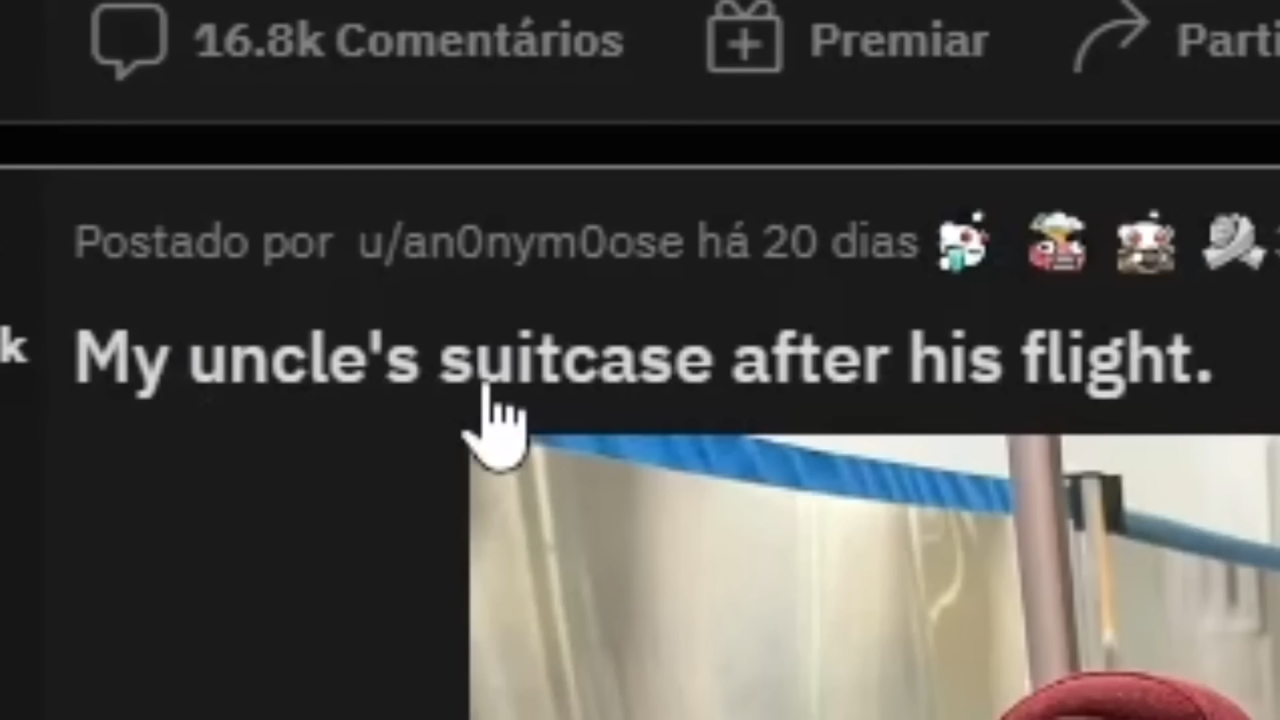 16.8k Comentários Premiar Parti
Postado por u/an0nym0ose há 20 dias
k My uncle's suitcase after his flight.